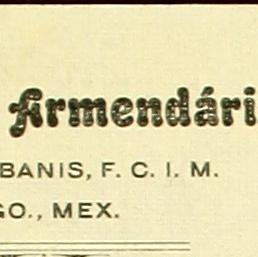 Armendári
BANIS, F. C. I. M.
GO., MEX.